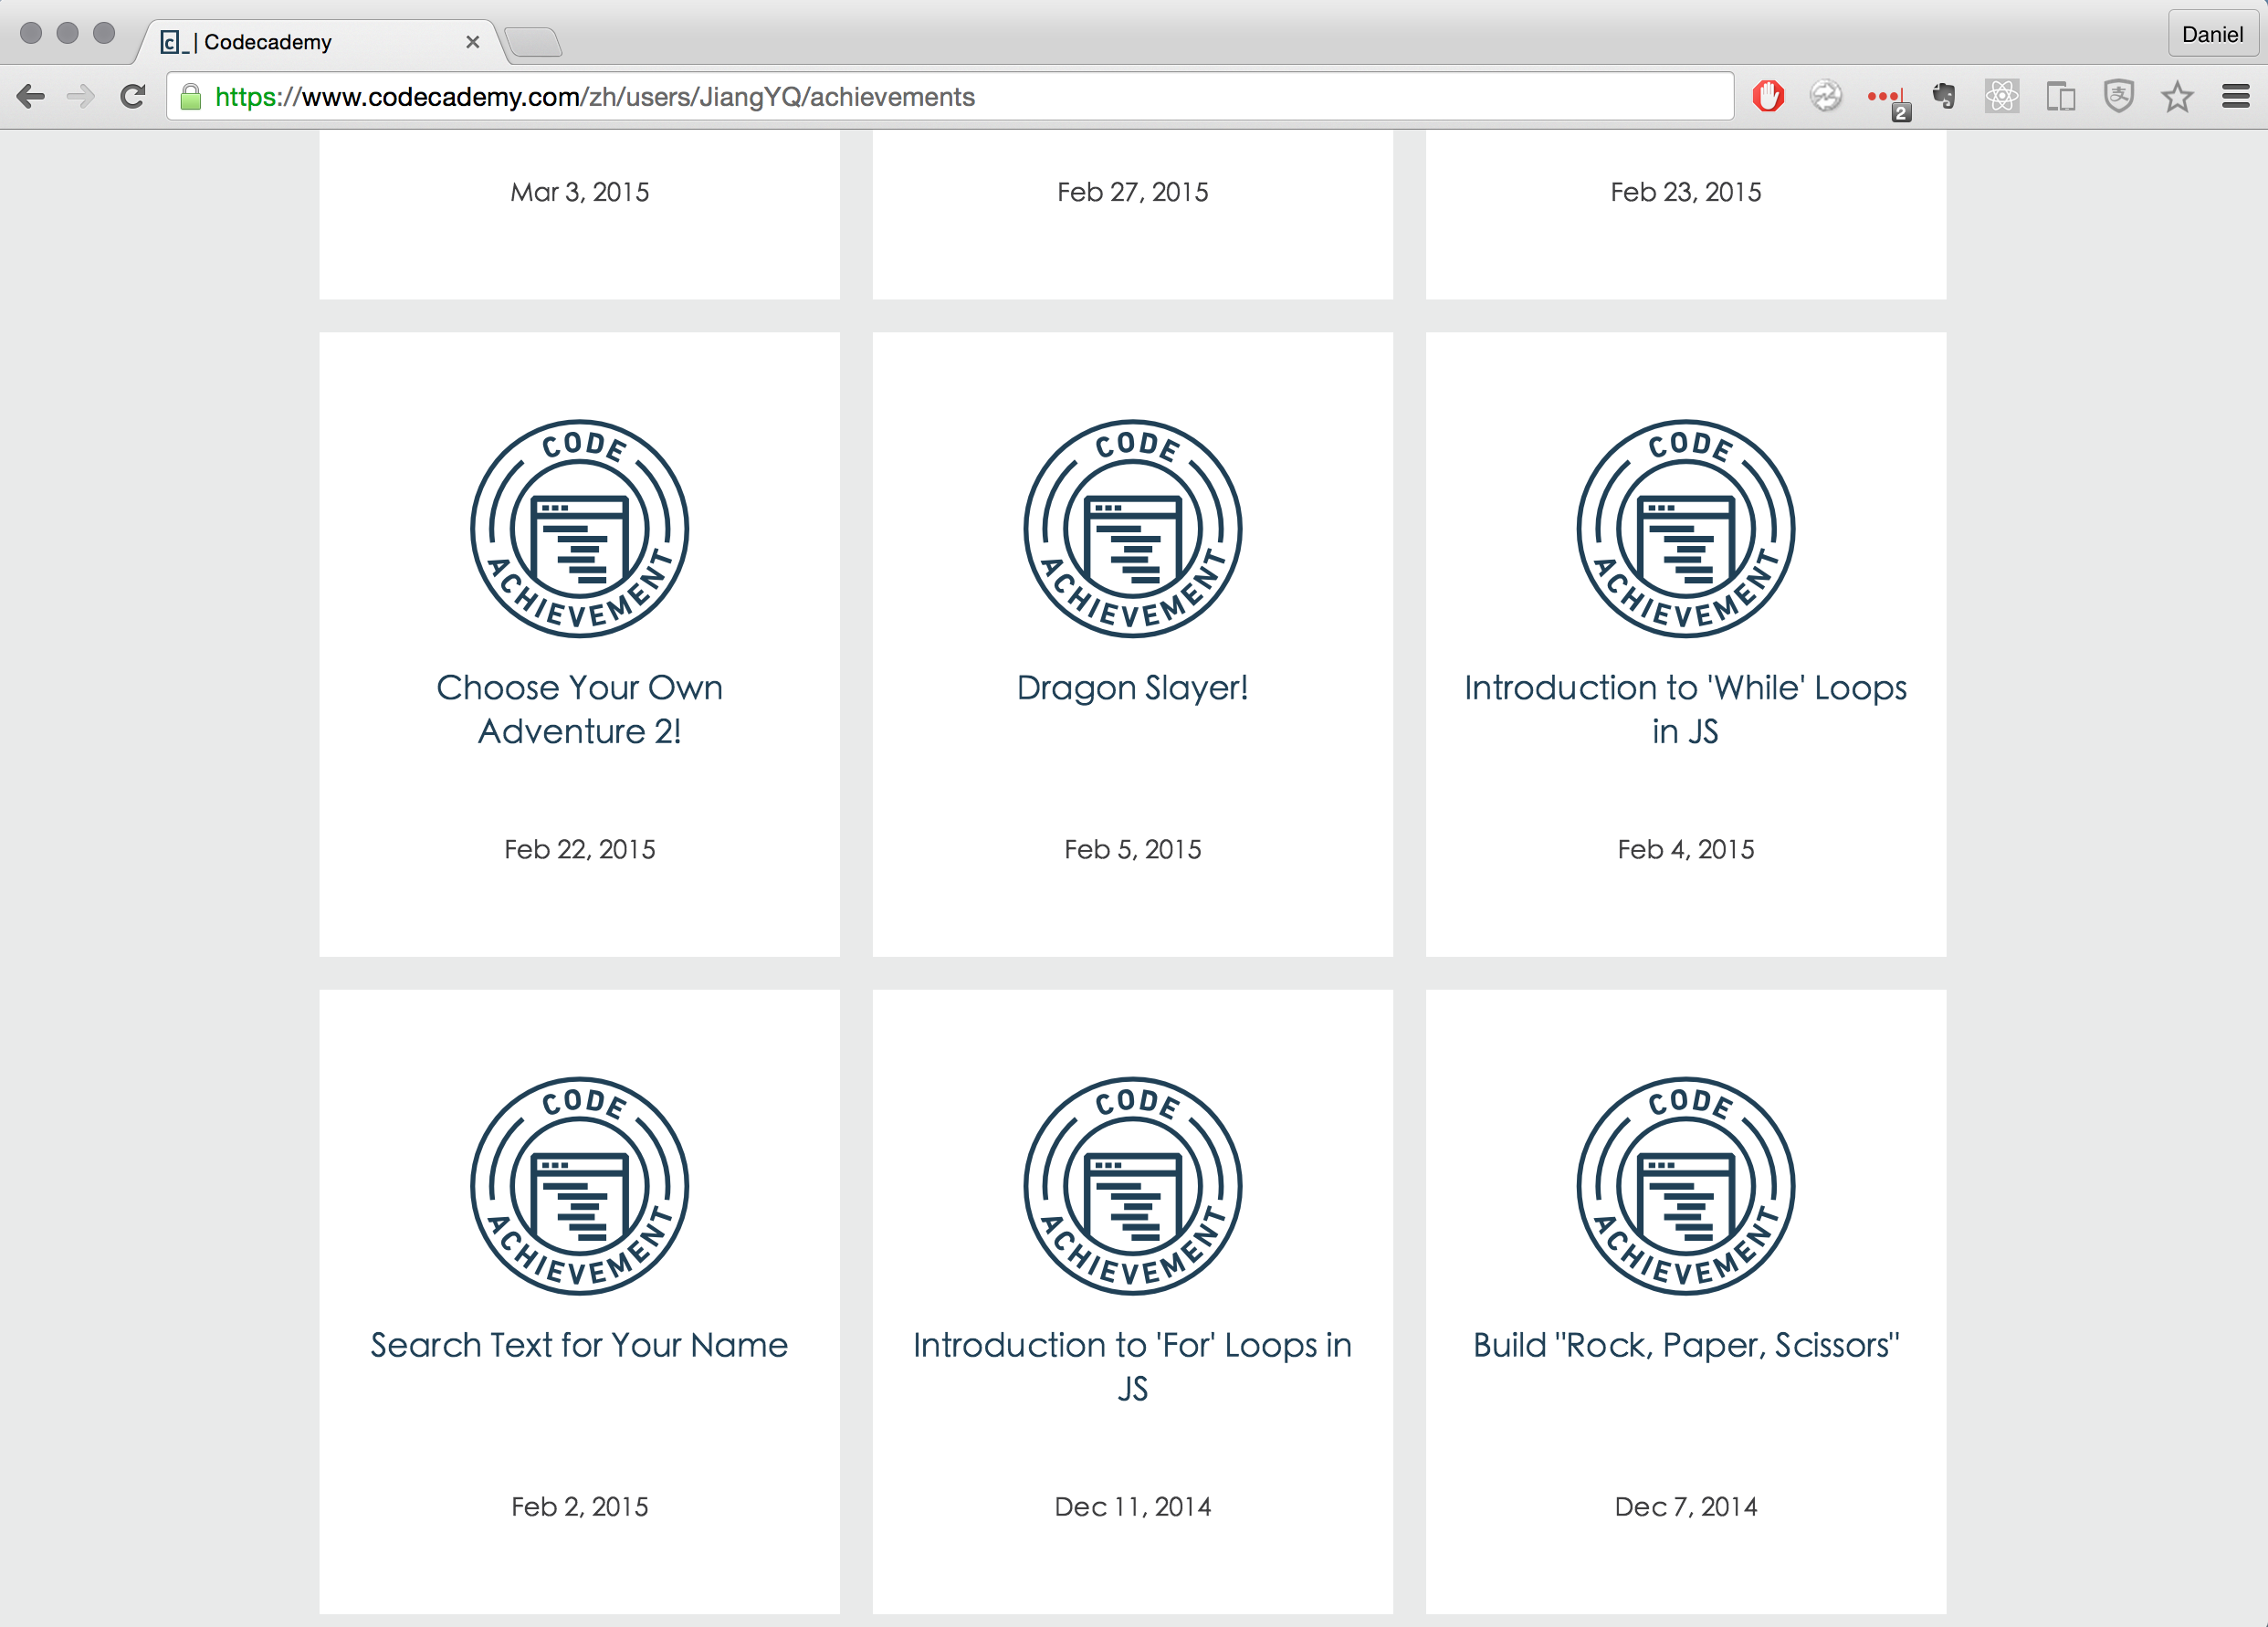 c_ | Codecademy
Daniel
https://www.codecademy.com/zh/users/JiangYQ/achievements
2
支
Mar 3, 2015
Feb 27, 2015
Feb 23, 2015
CODE ACHIEVEMENT
Choose Your Own
Adventure 2!
Feb 22, 2015
CODE ACHIEVEMENT
Dragon Slayer!
Feb 5, 2015
CODE ACHIEVEMENT
Introduction to 'While' Loops
in JS
Feb 4, 2015
CODE ACHIEVEMENT
Search Text for Your Name
Feb 2, 2015
CODE ACHIEVEMENT
Introduction to 'For' Loops in
JS
Dec 11, 2014
CODE ACHIEVEMENT
Build "Rock, Paper, Scissors"
Dec 7, 2014